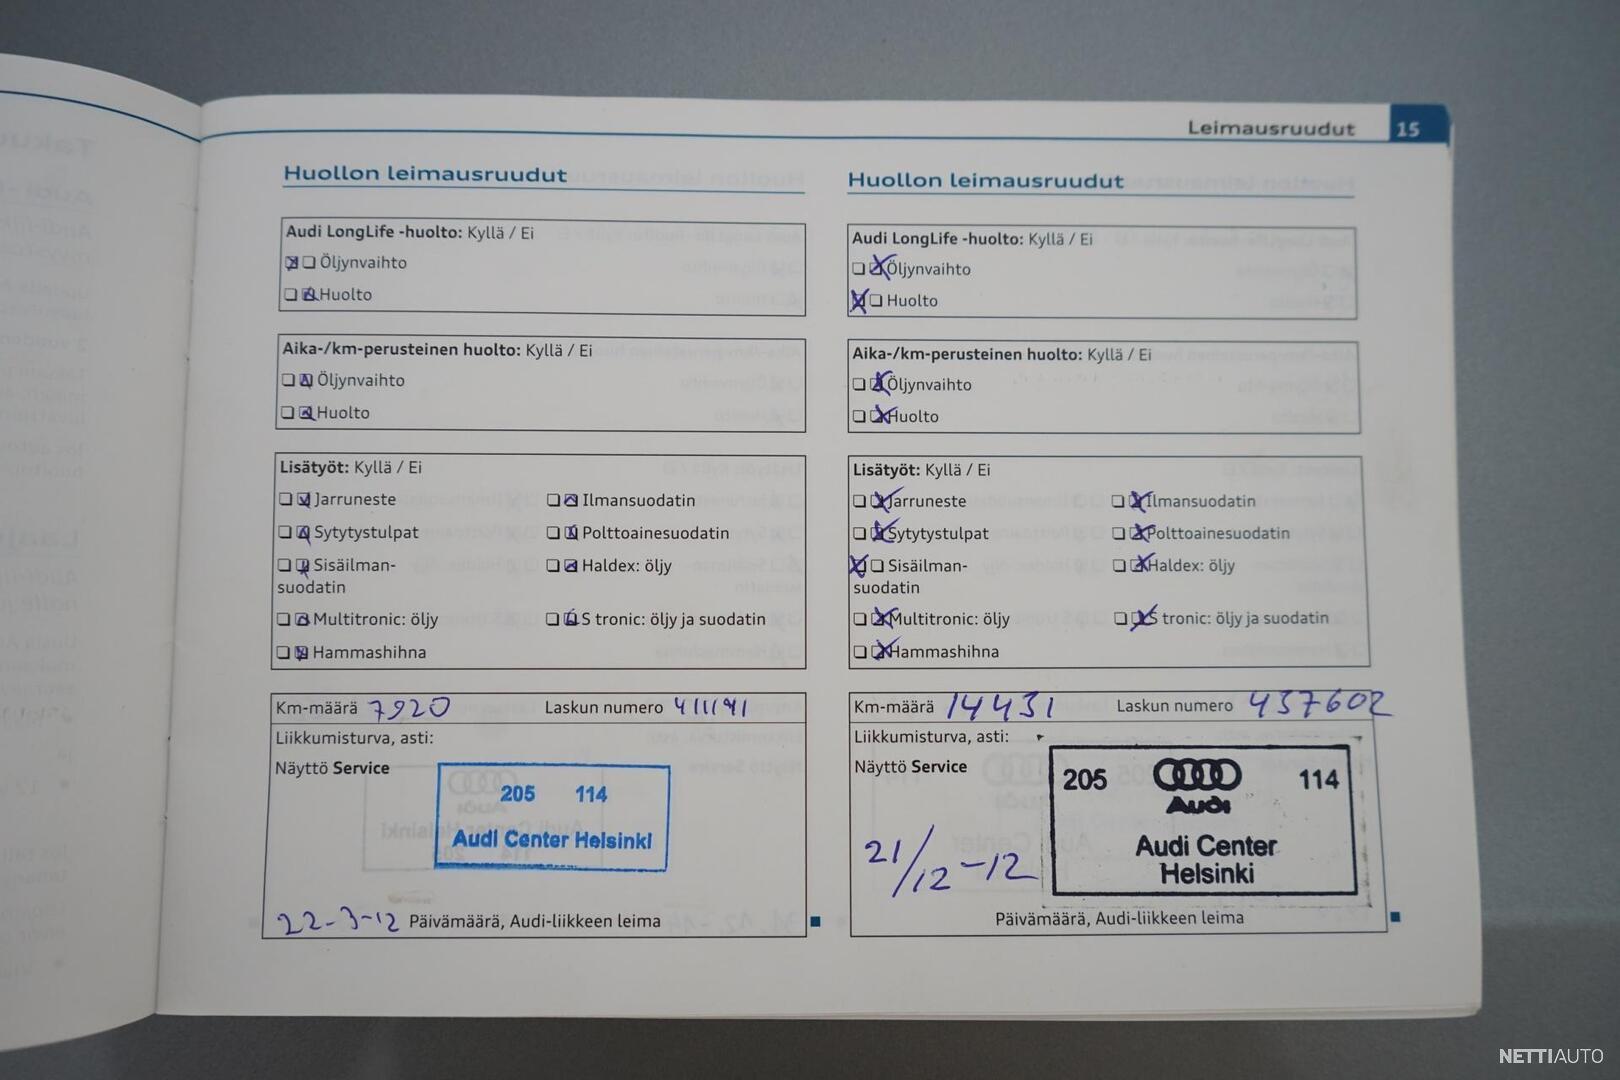 Leimausruudut 15
Huollon leimausruudut
Audi LongLife -huolto: Kyllä / Ei
Öljynvaihto
Huolto
Aika-/km-perusteinen huolto: Kyllä / Ei
Öljynvaihto
Huolto
Lisätyöt: Kyllä / Ei
Jarruneste
Ilmansuodatin
Sytytystulpat
Polttoainesuodatin
Sisäilman-
suodatin
Haldex: öljy
Multitronic: öljy
S tronic: öljy ja suodatin
Hammashihna
Km-määrä 7920 Laskun numero 411191
Liikkumisturva, asti:
Näyttö Service
205 114
Audi Center Helsinki
22-3-12 Päivämäärä, Audi-liikkeen leima
Huollon leimausruudut
Audi LongLife -huolto: Kyllä / Ei
Öljynvaihto
Huolto
Aika-/km-perusteinen huolto: Kyllä / Ei
Öljynvaihto
Huolto
Lisätyöt: Kyllä / Ei
Jarruneste
Ilmansuodatin
Sytytystulpat
Polttoainesuodatin
Sisäilman-
suodatin
Haldex: öljy
Multitronic: öljy
S tronic: öljy ja suodatin
Hammashihna
Km-määrä 14431 Laskun numero 437602
Liikkumisturva, asti:
Näyttö Service
205 114
Audi
Audi Center
Helsinki
21/12-12
Päivämäärä, Audi-liikkeen leima
NETTIAUTO